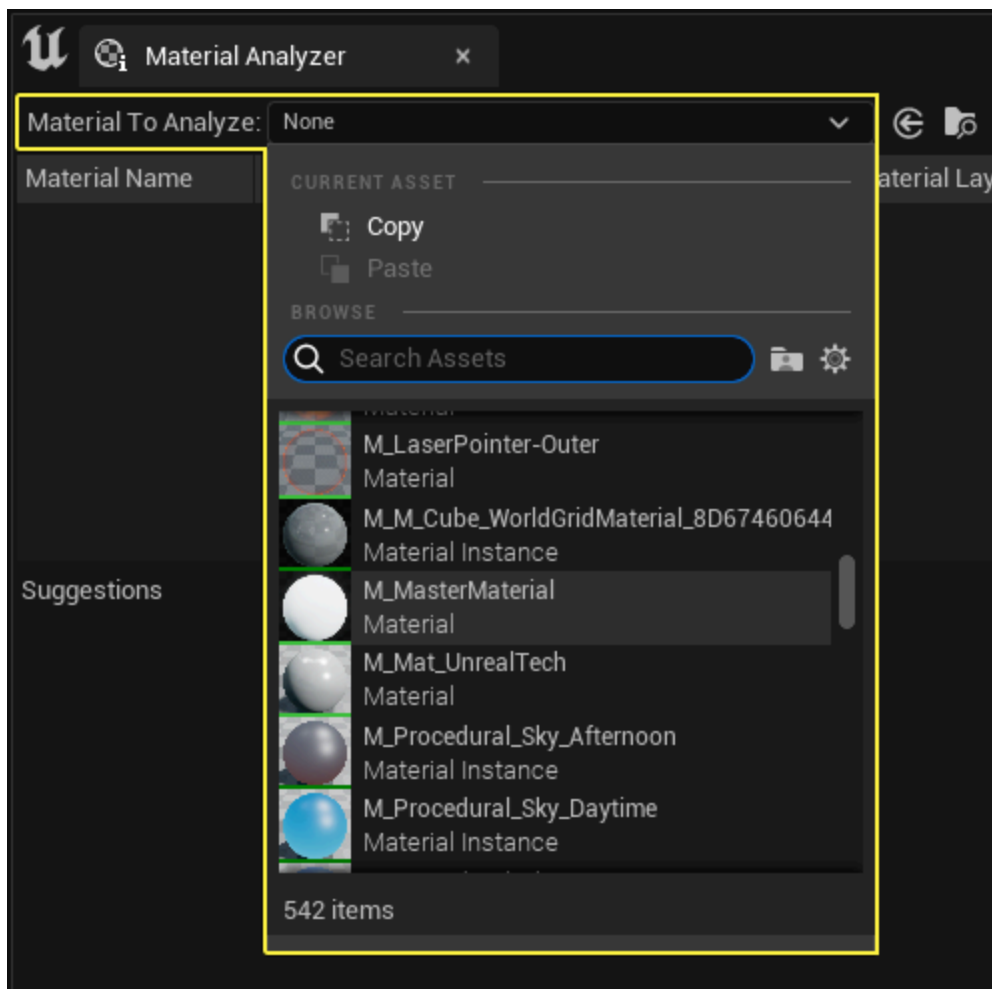 Material Analyzer
Material To Analyze: None
Material Name
aterial Lay
CURRENT ASSET
Copy
Paste
BROWSE
Search Assets
Material
M_LaserPointer-Outer
Material
M_M_Cube_WorldGridMaterial_8D67460644
Material Instance
M_MasterMaterial
Material
M_Mat_UnrealTech
Material
M_Procedural_Sky_Afternoon
Material Instance
M_Procedural_Sky_Daytime
Material Instance
542 items
Suggestions